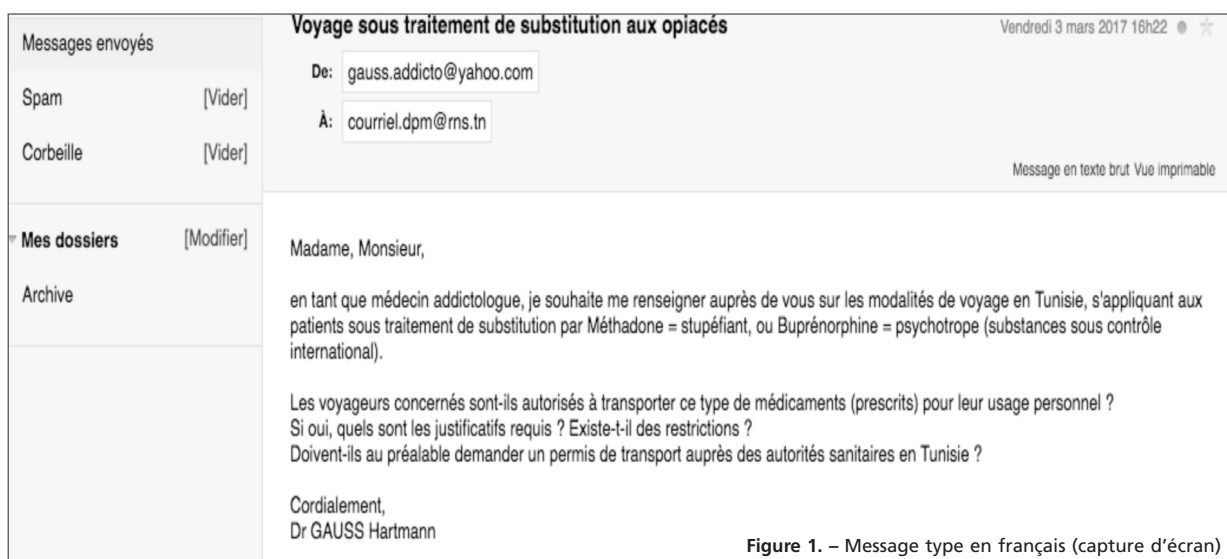 Messages envoyés
Spam [Vider]
Corbeille [Vider]
Mes dossiers [Modifier]
Archive
Voyage sous traitement de substitution aux opiacés
Vendredi 3 mars 2017 16h22
De: gauss.addicto@yahoo.com
À: courriel.dpm@rns.tn
Message en texte brut Vue imprimable
Madame, Monsieur,
en tant que médecin addictologue, je souhaite me renseigner auprès de vous sur les modalités de voyage en Tunisie, s'appliquant aux
patients sous traitement de substitution par Méthadone = stupéfiant, ou Buprénorphine = psychotrope (substances sous contrôle
international).
Les voyageurs concernés sont-ils autorisés à transporter ce type de médicaments (prescrits) pour leur usage personnel ?
Si oui, quels sont les justificatifs requis ? Existe-t-il des restrictions ?
Doivent-ils au préalable demander un permis de transport auprès des autorités sanitaires en Tunisie ?
Cordialement,
Dr GAUSS Hartmann
Figure 1. – Message type en français (capture d'écran)